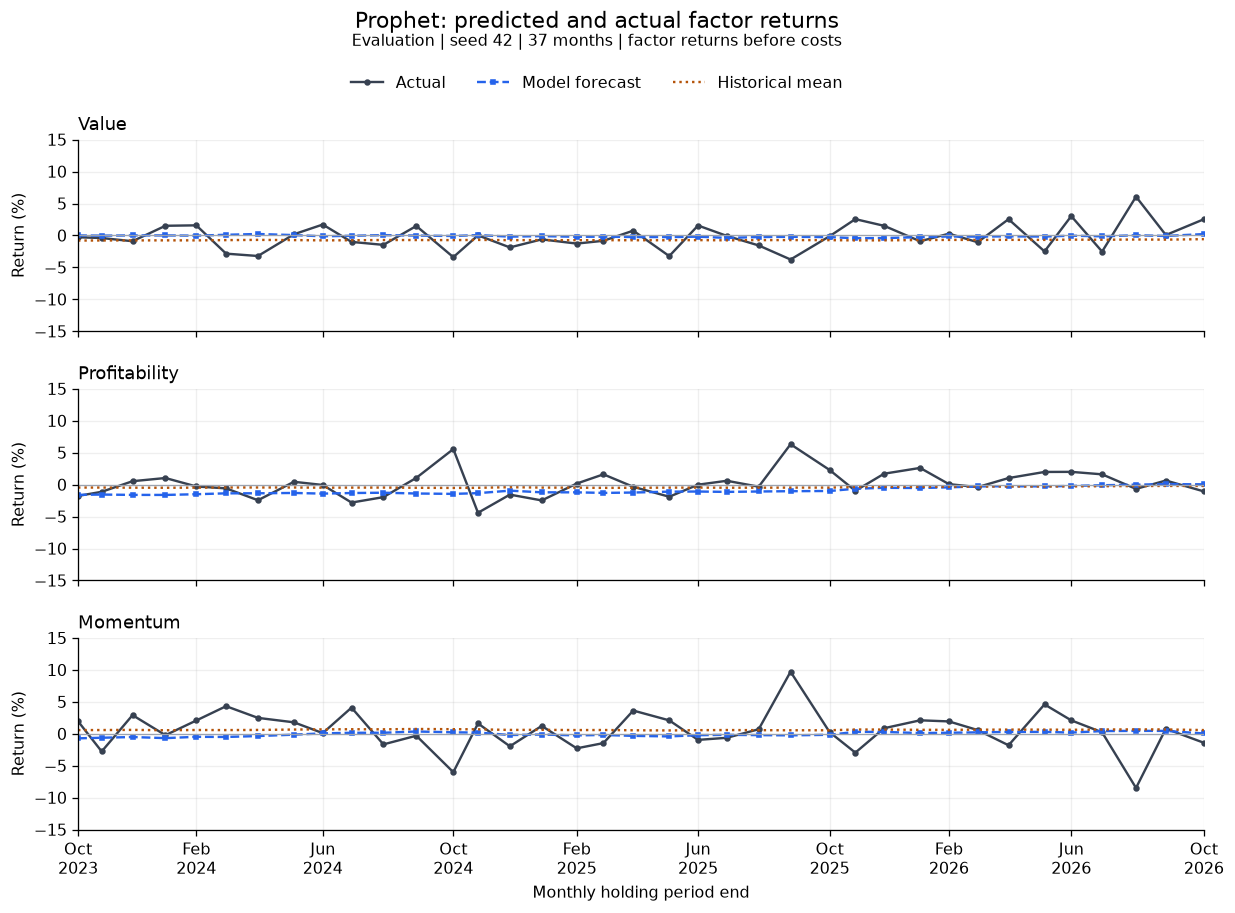 Prophet: predicted and actual factor returns
Evaluation | seed 42 | 37 months | factor returns before costs
Actual Model forecast Historical mean
Value
15
10
5
0
−5
−10
−15
Return (%)
Profitability
15
10
5
0
−5
−10
−15
Return (%)
Momentum
15
10
5
0
−5
−10
−15
Return (%)
Oct Feb Jun Oct Feb Jun Oct Feb Jun Oct
2023 2024 2024 2024 2025 2025 2025 2026 2026 2026
Monthly holding period end